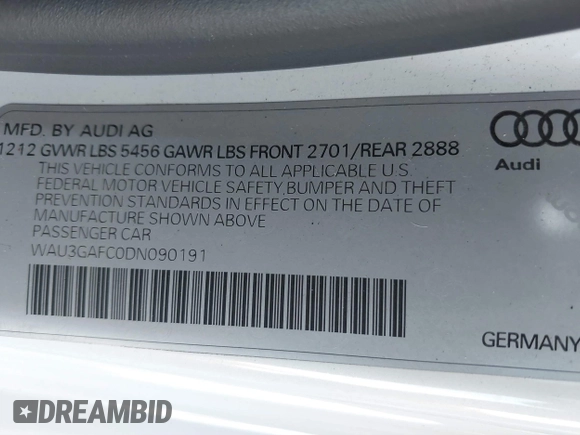 MFD. BY AUDI AG
1212 GVWR LBS 5456 GAWR LBS FRONT 2701/REAR 2888
THIS VEHICLE CONFORMS TO ALL APPLICABLE U.S.
FEDERAL MOTOR VEHICLE SAFETY, BUMPER AND THEFT
PREVENTION STANDARDS IN EFFECT ON THE DATE OF
MANUFACTURE SHOWN ABOVE
PASSENGER CAR
WAU3GAFC0DN090191
Audi
GERMANY
DREAMBID